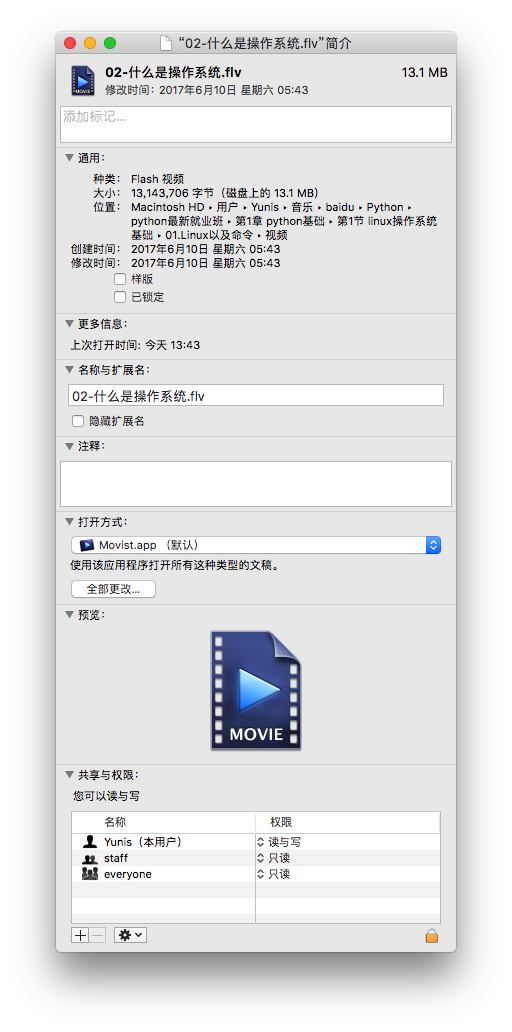 “02-什么是操作系统.flv”简介
02-什么是操作系统.flv 13.1 MB
修改时间：2017年6月10日 星期六 05:43
添加标记...
通用：
种类： Flash 视频
大小： 13,143,706 字节（磁盘上的 13.1 MB）
位置： Macintosh HD ▸ 用户 ▸ Yunis ▸ 音乐 ▸ baidu ▸ Python ▸
python最新就业班 ▸ 第1章 python基础 ▸ 第1节 linux操作系统
基础 ▸ 01.Linux以及命令 ▸ 视频
创建时间： 2017年6月10日 星期六 05:43
修改时间： 2017年6月10日 星期六 05:43
样版
已锁定
更多信息：
上次打开时间: 今天 13:43
名称与扩展名：
02-什么是操作系统.flv
隐藏扩展名
注释：
打开方式：
Movist.app （默认）
使用该应用程序打开所有这种类型的文稿。
全部更改...
预览：
MOVIE
共享与权限：
您可以读与写
名称 权限
Yunis（本用户） 读与写
staff 只读
everyone 只读